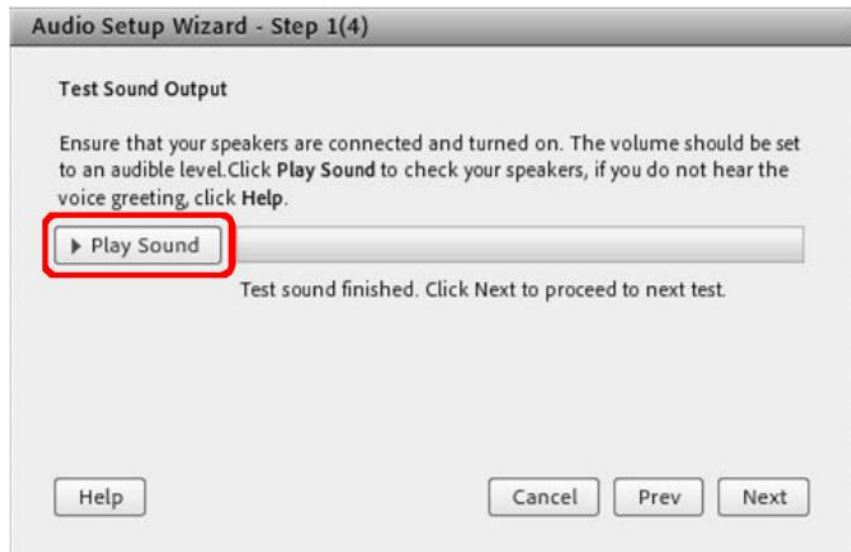 Audio Setup Wizard - Step 1(4)
Test Sound Output
Ensure that your speakers are connected and turned on. The volume should be set
to an audible level.Click Play Sound to check your speakers, if you do not hear the
voice greeting, click Help.
Play Sound
Test sound finished. Click Next to proceed to next test.
Help Cancel Prev Next